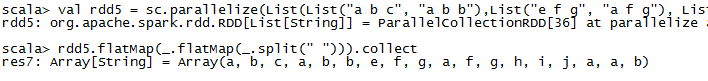 scala> val rdd5 = sc.parallelize(List(List("a b c", "a b b"),List("e f g", "a f g"), Lis
rdd5: org.apache.spark.rdd.RDD[List[String]] = ParallelCollectionRDD[36] at parallelize a
scala> rdd5.flatMap(_.flatMap(_.split(" "))).collect
res7: Array[String] = Array(a, b, c, a, b, b, e, f, g, a, f, g, h, i, j, a, a, b)